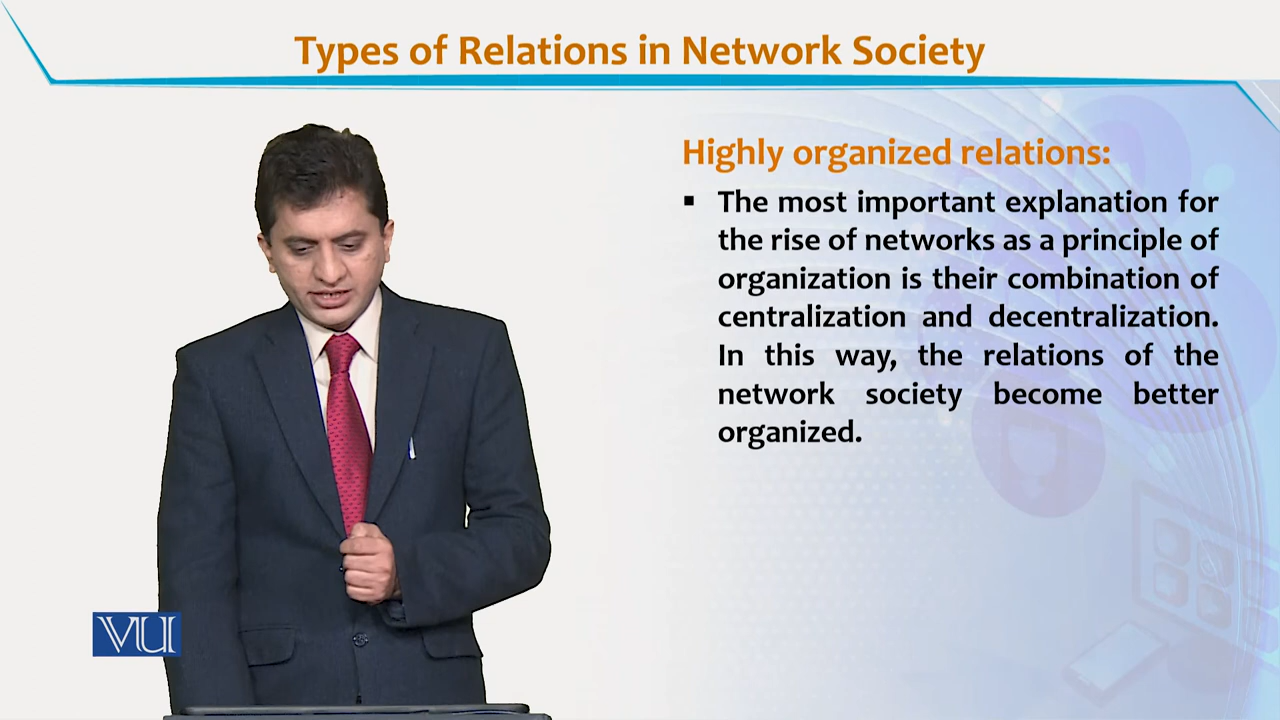 Types of Relations in Network Society
Highly organized relations:
▪ The most important explanation for
the rise of networks as a principle of
organization is their combination of
centralization and decentralization.
In this way, the relations of the
network society become better
organized.
VU